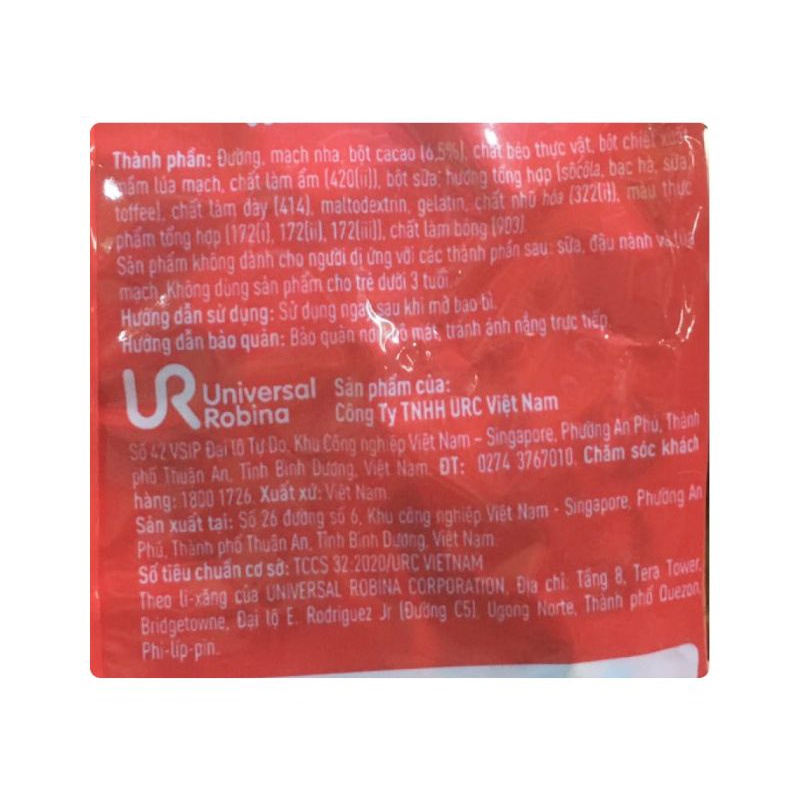 Thành phần: Đường, mạch nha, bột cacao (6,5%), chất béo thực vật, bột chiết xuất
mầm lúa mạch, chất làm ẩm (420(ii)), bột sữa, hương tổng hợp (sôcôla, bạc hà, sữa,
toffee), chất làm dày (414), maltodextrin, gelatin, chất nhũ hóa (322(i)), màu thực
phẩm tổng hợp (172(i), 172(ii), 172(iii)), chất làm bóng (903).
Sản phẩm không dành cho người dị ứng với các thành phần sau: sữa, đậu nành và lúa
mạch. Không dùng sản phẩm cho trẻ dưới 3 tuổi.
Hướng dẫn sử dụng: Sử dụng ngay sau khi mở bao bì.
Hướng dẫn bảo quản: Bảo quản nơi khô mát, tránh ánh nắng trực tiếp.
UR Universal Robina
Sản phẩm của:
Công Ty TNHH URC Việt Nam
Số 42 VSIP Đại lộ Tự Do, Khu Công nghiệp Việt Nam – Singapore, Phường An Phú, Thành
phố Thuận An, Tỉnh Bình Dương, Việt Nam. ĐT: 0274 3767010. Chăm sóc khách
hàng: 1800 1726. Xuất xứ: Việt Nam.
Sản xuất tại: Số 26 đường số 6, Khu công nghiệp Việt Nam - Singapore, Phường An
Phú, Thành phố Thuận An, Tỉnh Bình Dương, Việt Nam.
Số tiêu chuẩn cơ sở: TCCS 32:2020/URC VIETNAM
Theo li-xăng của UNIVERSAL ROBINA CORPORATION, Địa chỉ: Tầng 8, Tera Tower,
Bridgetowne, Đại lộ E. Rodriguez Jr (Đường C5), Ugong Norte, Thành phố Quezon,
Phi-líp-pin.